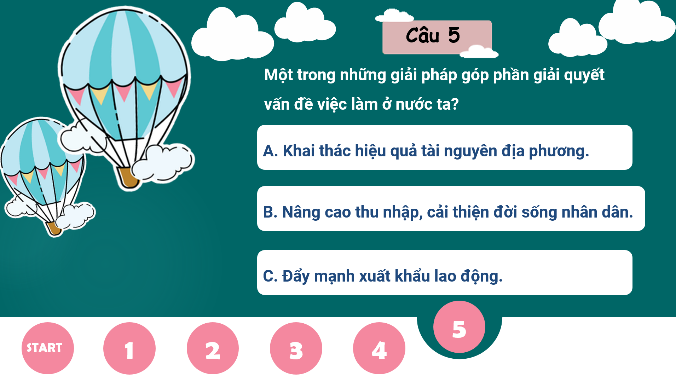 Câu 5
Một trong những giải pháp góp phần giải quyết
vấn đề việc làm ở nước ta?
A. Khai thác hiệu quả tài nguyên địa phương.
B. Nâng cao thu nhập, cải thiện đời sống nhân dân.
C. Đẩy mạnh xuất khẩu lao động.
START
1
2
3
4
5